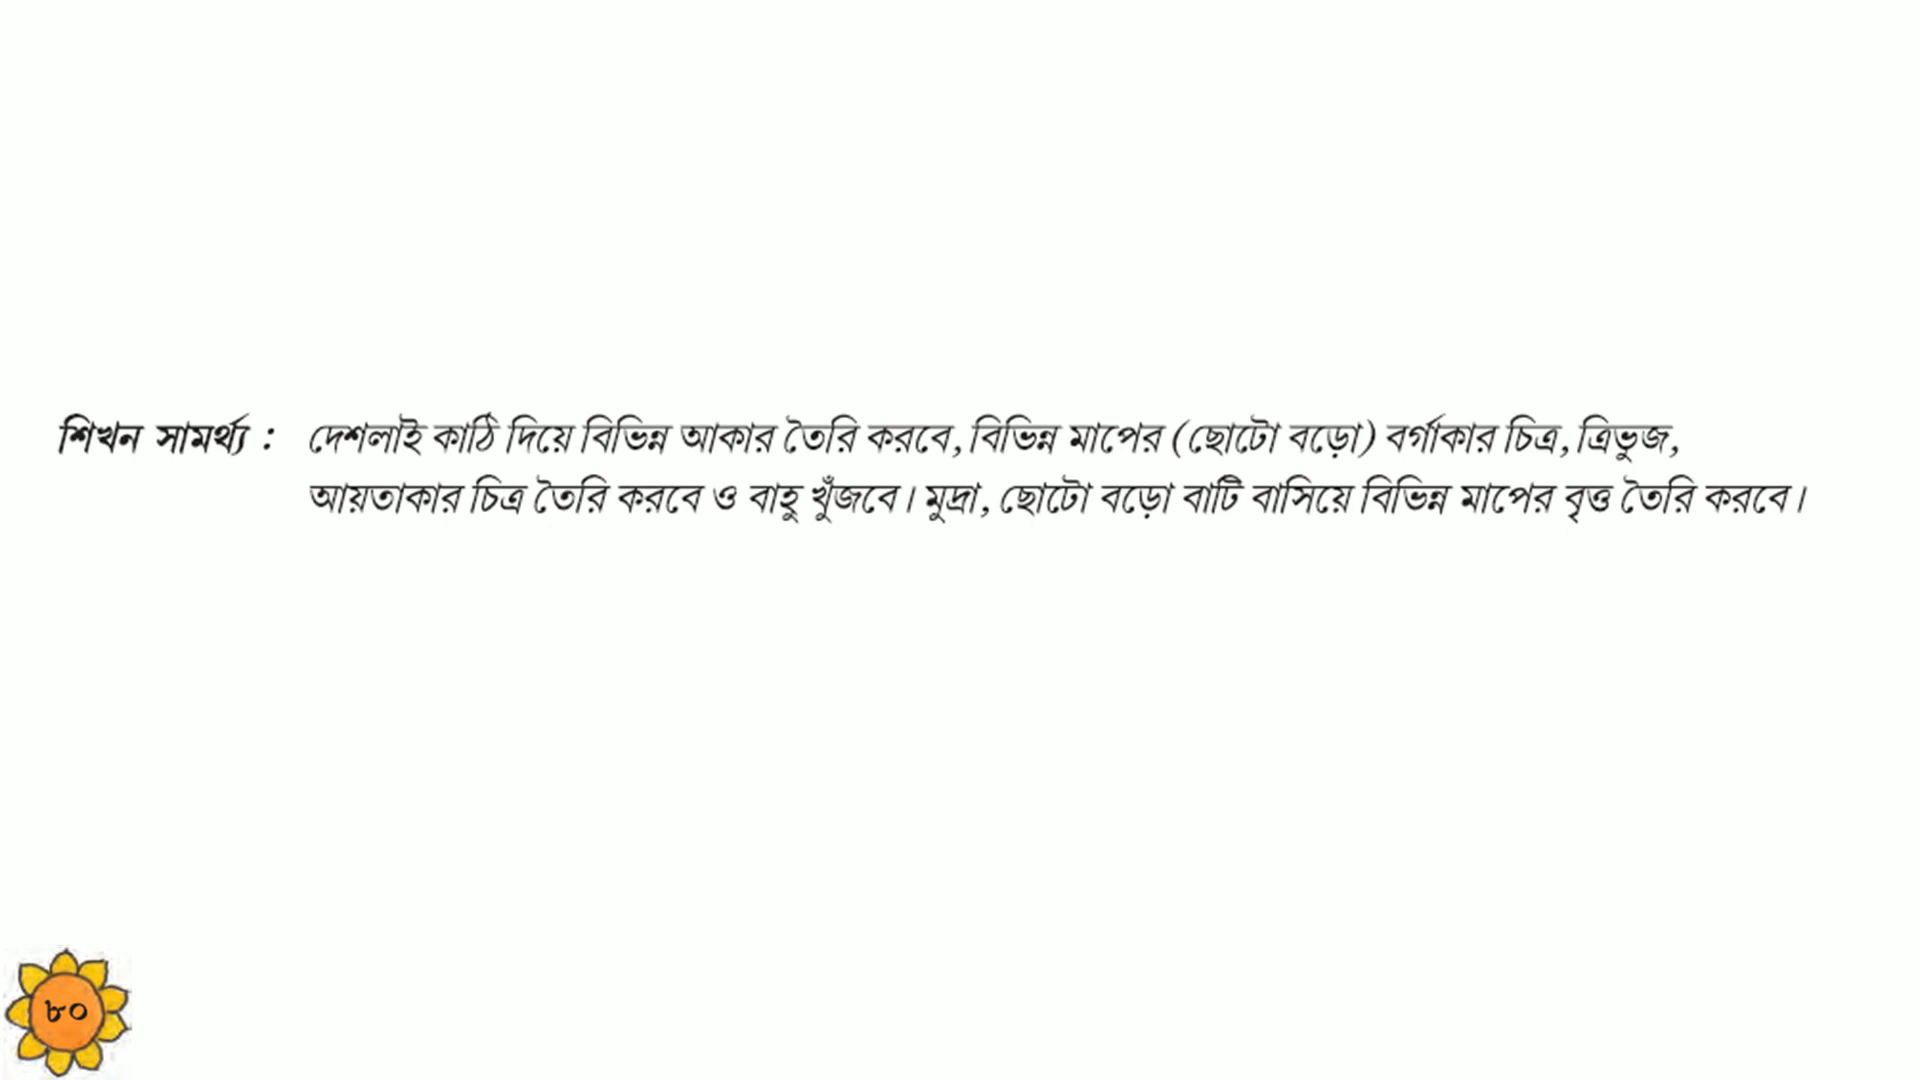 শিখন সামর্থ্য : দেশলাই কাঠি দিয়ে বিভিন্ন আকার তৈরি করবে, বিভিন্ন মাপের (ছোটো বড়ো) বর্গাকার চিত্র, ত্রিভুজ,
আয়তাকার চিত্র তৈরি করবে ও বাহু খুঁজবে। মুদ্রা, ছোটো বড়ো বাটি বাসিয়ে বিভিন্ন মাপের বৃত্ত তৈরি করবে।
৮০